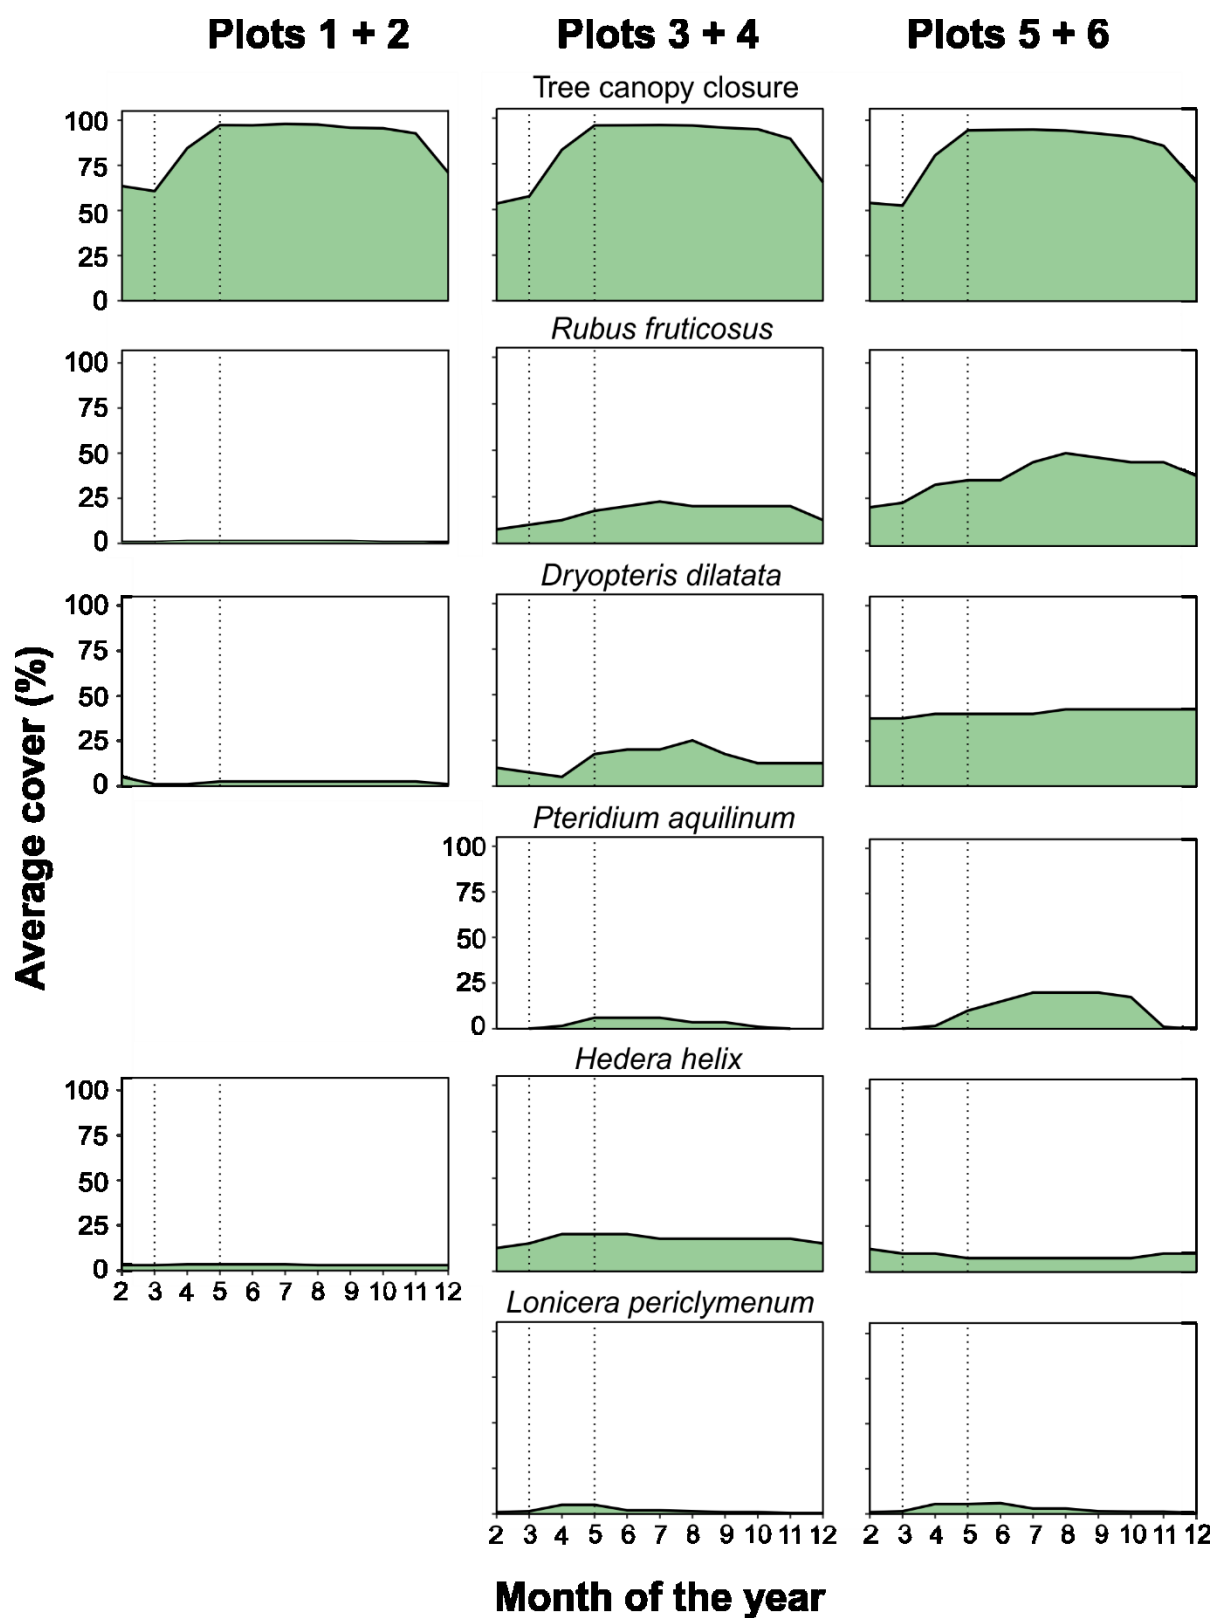 Plots 1 + 2 Plots 3 + 4 Plots 5 + 6
Tree canopy closure
100
75
50
25
0
Rubus fruticosus
100
75
50
25
0
Dryopteris dilatata
100
75
50
25
0
Average cover (%)
Pteridium aquilinum
100
75
50
25
0
Hedera helix
100
75
50
25
0
2 3 4 5 6 7 8 9 10 11 12
Lonicera periclymenum
2 3 4 5 6 7 8 9 10 11 12 2 3 4 5 6 7 8 9 10 11 12
Month of the year